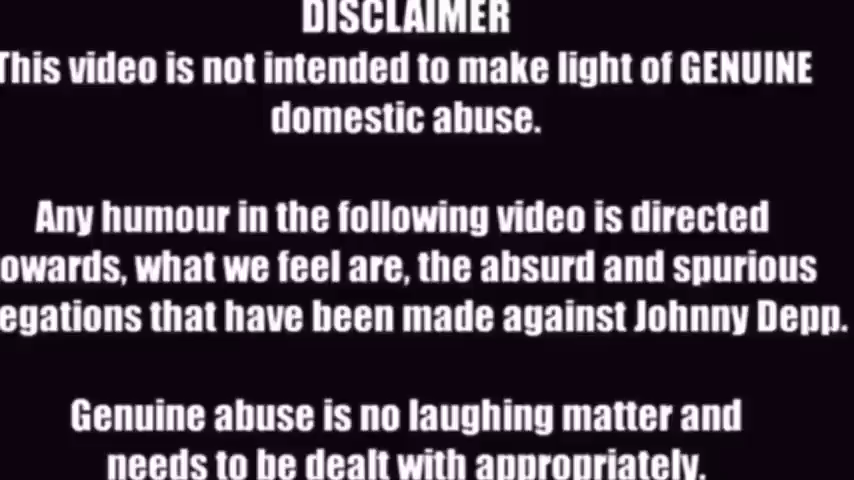 DISCLAIMER
This video is not intended to make light of GENUINE
domestic abuse.
Any humour in the following video is directed
owards, what we feel are, the absurd and spurious
egations that have been made against Johnny Depp.
Genuine abuse is no laughing matter and
needs to be dealt with appropriately.